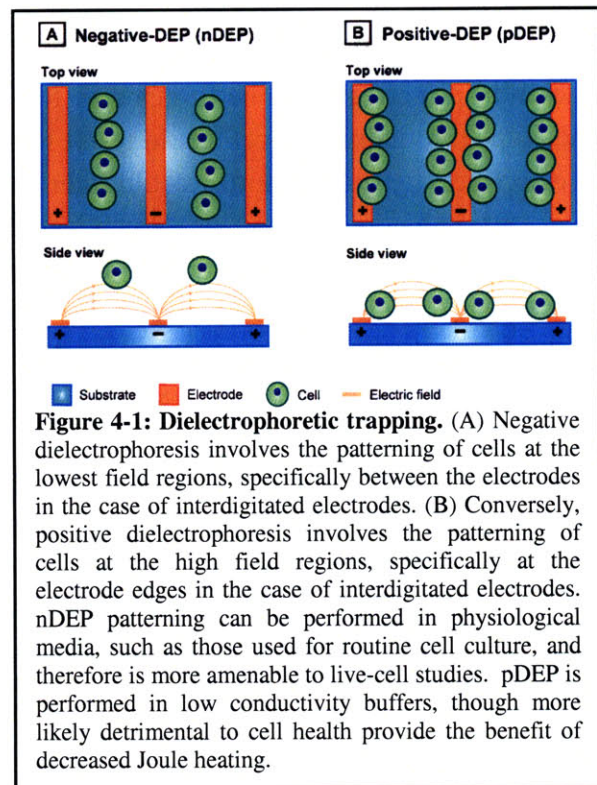 A Negative-DEP (nDEP)
Top view
+ − +
Side view
+ − +
B Positive-DEP (pDEP)
Top view
+ − +
Side view
+ − +
Substrate Electrode Cell Electric field
Figure 4-1: Dielectrophoretic trapping. (A) Negative
dielectrophoresis involves the patterning of cells at the
lowest field regions, specifically between the electrodes
in the case of interdigitated electrodes. (B) Conversely,
positive dielectrophoresis involves the patterning of
cells at the high field regions, specifically at the
electrode edges in the case of interdigitated electrodes.
nDEP patterning can be performed in physiological
media, such as those used for routine cell culture, and
therefore is more amenable to live-cell studies. pDEP is
performed in low conductivity buffers, though more
likely detrimental to cell health provide the benefit of
decreased Joule heating.